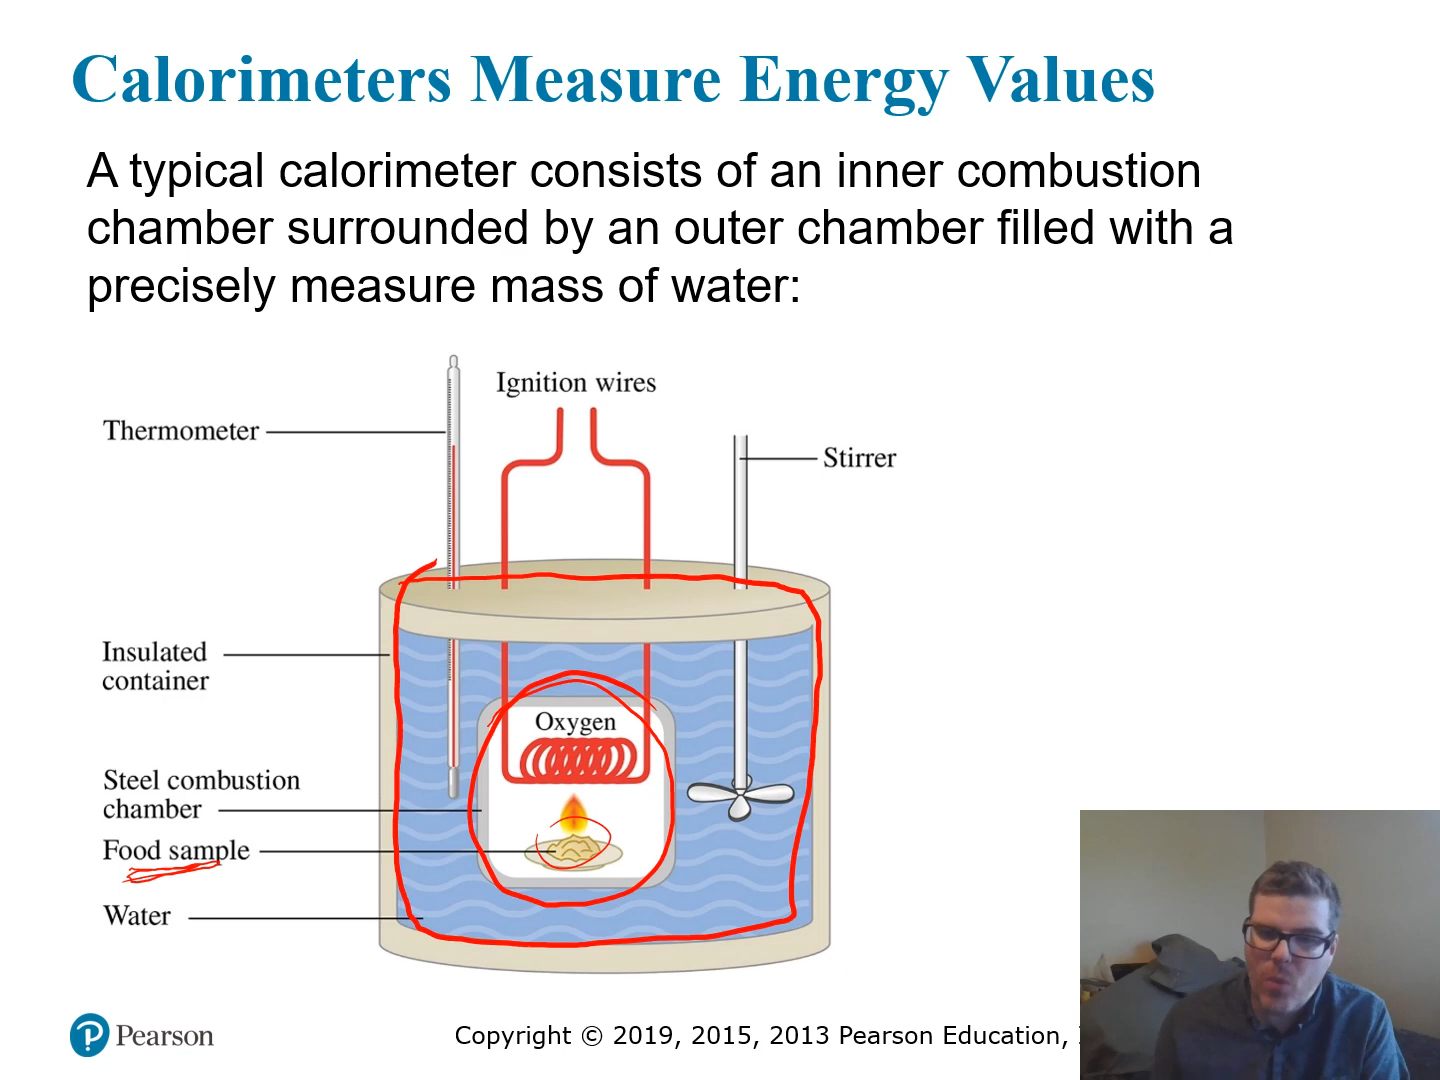 Calorimeters Measure Energy Values
A typical calorimeter consists of an inner combustion
chamber surrounded by an outer chamber filled with a
precisely measure mass of water:
Ignition wires
Thermometer
Stirrer
Insulated
container
Oxygen
Steel combustion
chamber
Food sample
Water
Pearson
Copyright © 2019, 2015, 2013 Pearson Education,